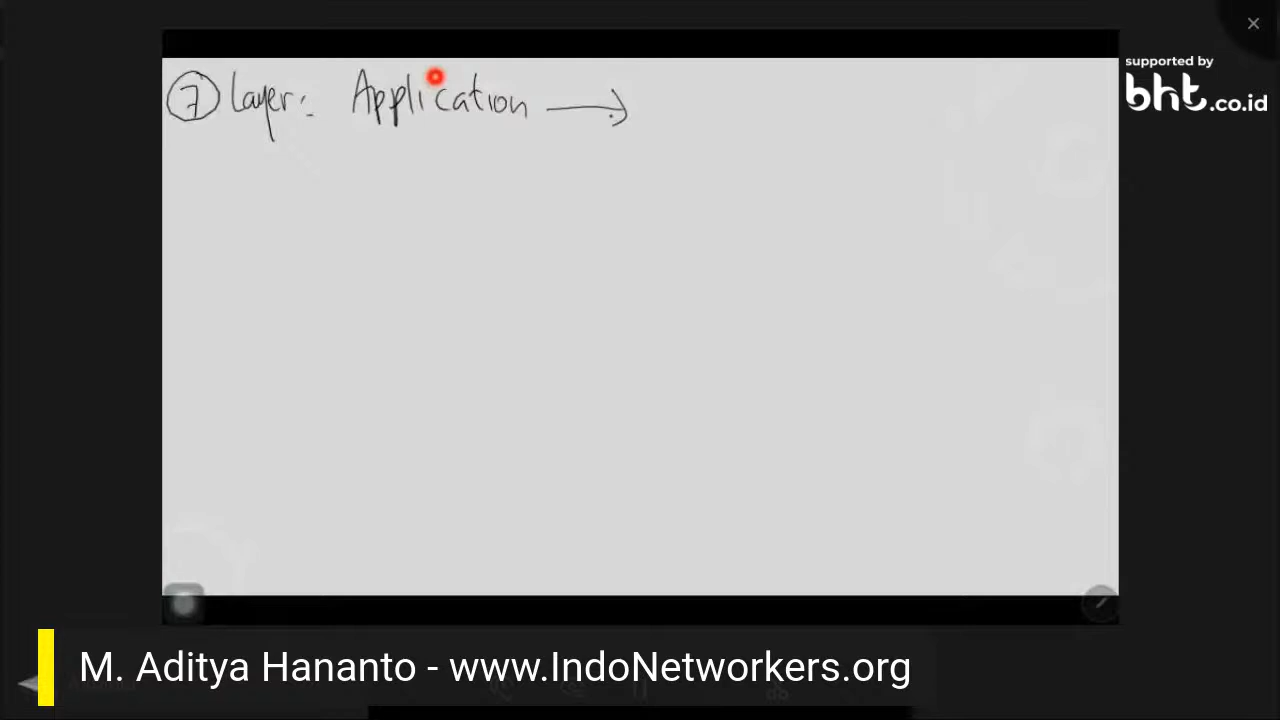 supported by
bht.co.id
7 Layer: Application →
M. Aditya Hananto - www.IndoNetworkers.org